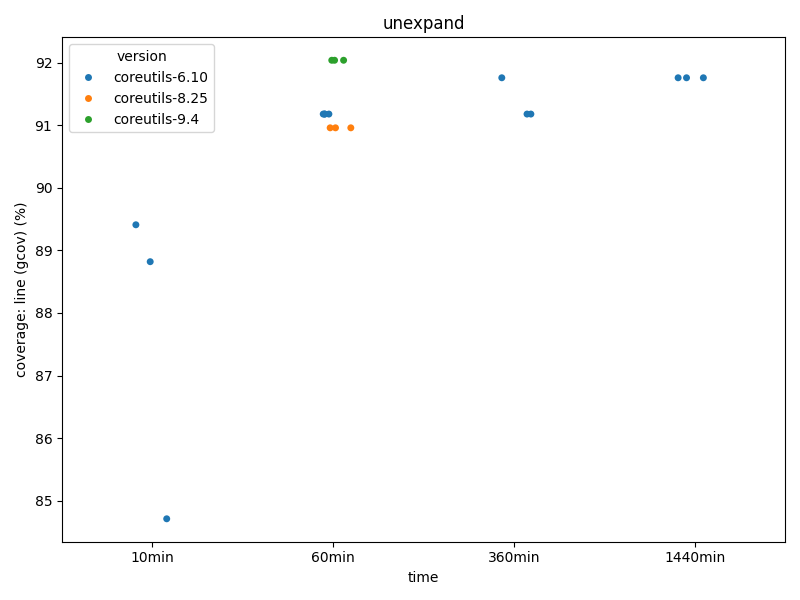 unexpand
version
coreutils-6.10
coreutils-8.25
coreutils-9.4
coverage: line (gcov) (%)
92
91
90
89
88
87
86
85
10min
60min
360min
1440min
time